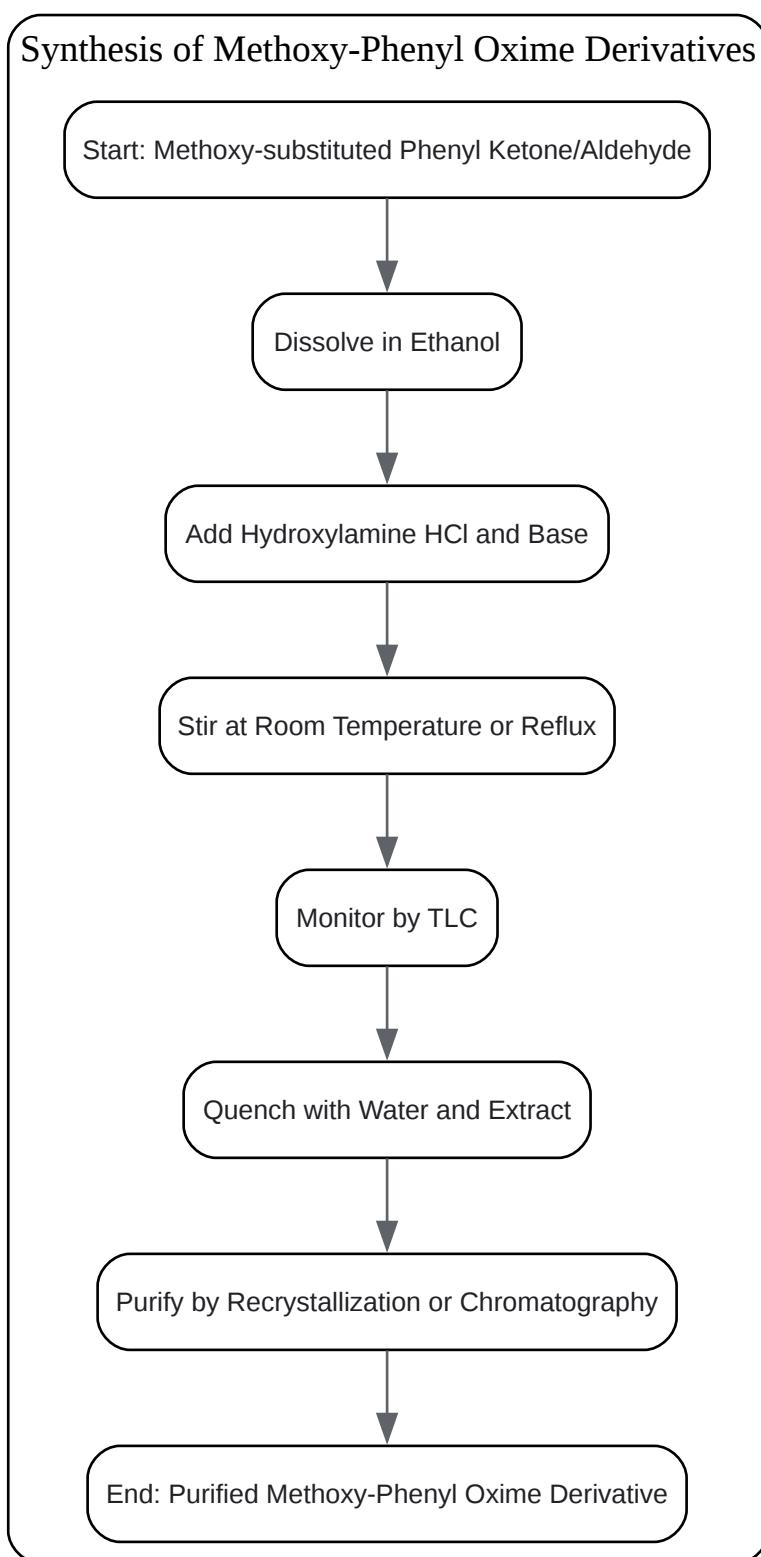 Synthesis of Methoxy-Phenyl Oxime Derivatives
Start: Methoxy-substituted Phenyl Ketone/Aldehyde
Dissolve in Ethanol
Add Hydroxylamine HCl and Base
Stir at Room Temperature or Reflux
Monitor by TLC
Quench with Water and Extract
Purify by Recrystallization or Chromatography
End: Purified Methoxy-Phenyl Oxime Derivative